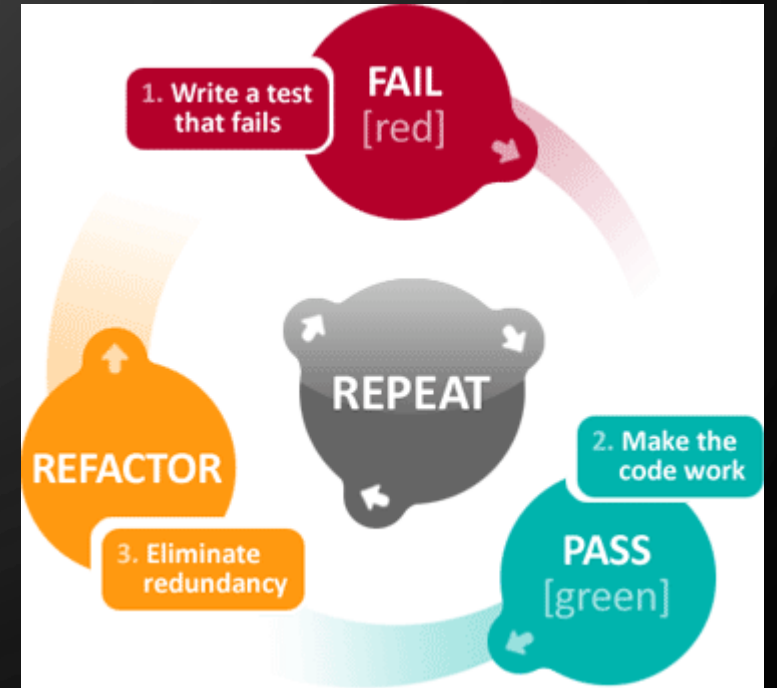 1. Write a test
that fails
FAIL
[red]
REPEAT
2. Make the
code work
PASS
[green]
REFACTOR
3. Eliminate
redundancy